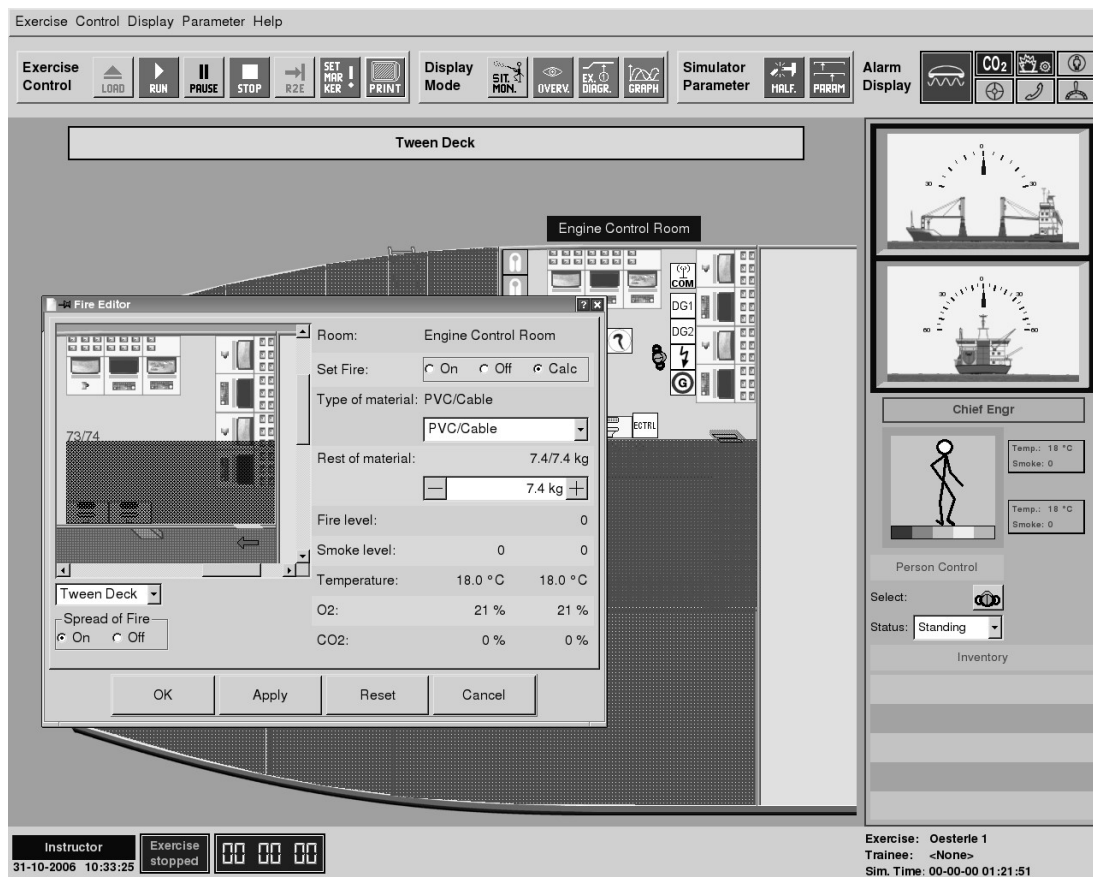 Exercise Control Display Parameter Help
Exercise Control
LOAD
RUN
PAUSE
STOP
R2E
SET MAR KER !
PRINT
Display Mode
SIT. MON.
OVERV.
EX. DIAGR.
GRAPH
Simulator Parameter
MALF.
PARAM
Alarm Display
CO2
Tween Deck
Engine Control Room
COM
DG1
DG2
G
ECTRL
Fire Editor
73/74
Tween Deck
Spread of Fire
On Off
Room: Engine Control Room
Set Fire: On Off Calc
Type of material: PVC/Cable
PVC/Cable
Rest of material: 7.4/7.4 kg
7.4 kg
Fire level: 0
Smoke level: 0 0
Temperature: 18.0 °C 18.0 °C
O2: 21 % 21 %
CO2: 0 % 0 %
OK Apply Reset Cancel
30 0 30
60 0 60
Chief Engr
Temp.: 18 °C
Smoke: 0
Temp.: 18 °C
Smoke: 0
Person Control
Select:
Status: Standing
Inventory
Instructor
31-10-2006 10:33:25
Exercise stopped
00 00 00
Exercise: Oesterle 1
Trainee: <None>
Sim. Time: 00-00-00 01:21:51